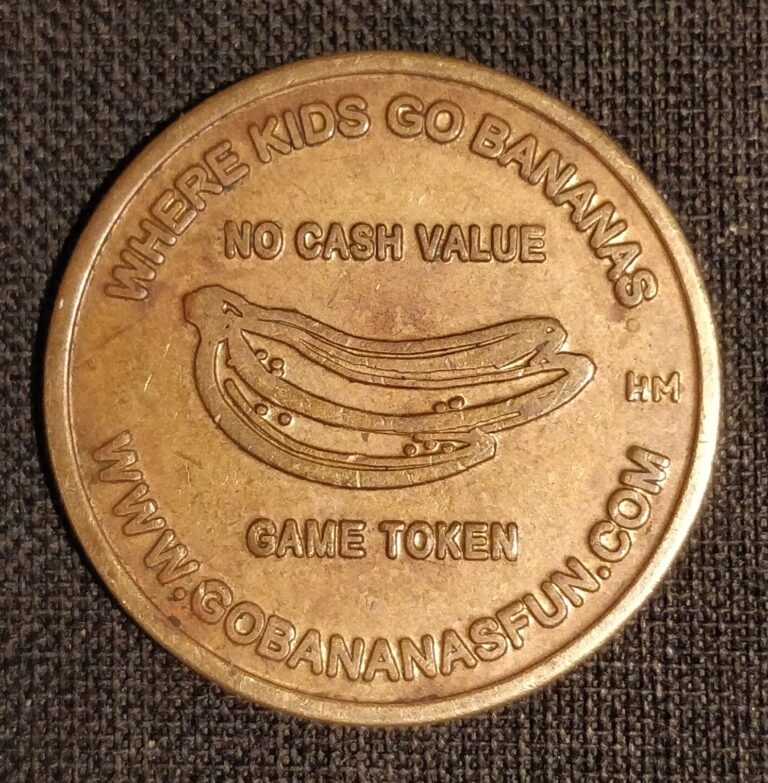 WHERE KIDS GO BANANAS
NO CASH VALUE
HM
GAME TOKEN
WWW.GOBANANASFUN.COM